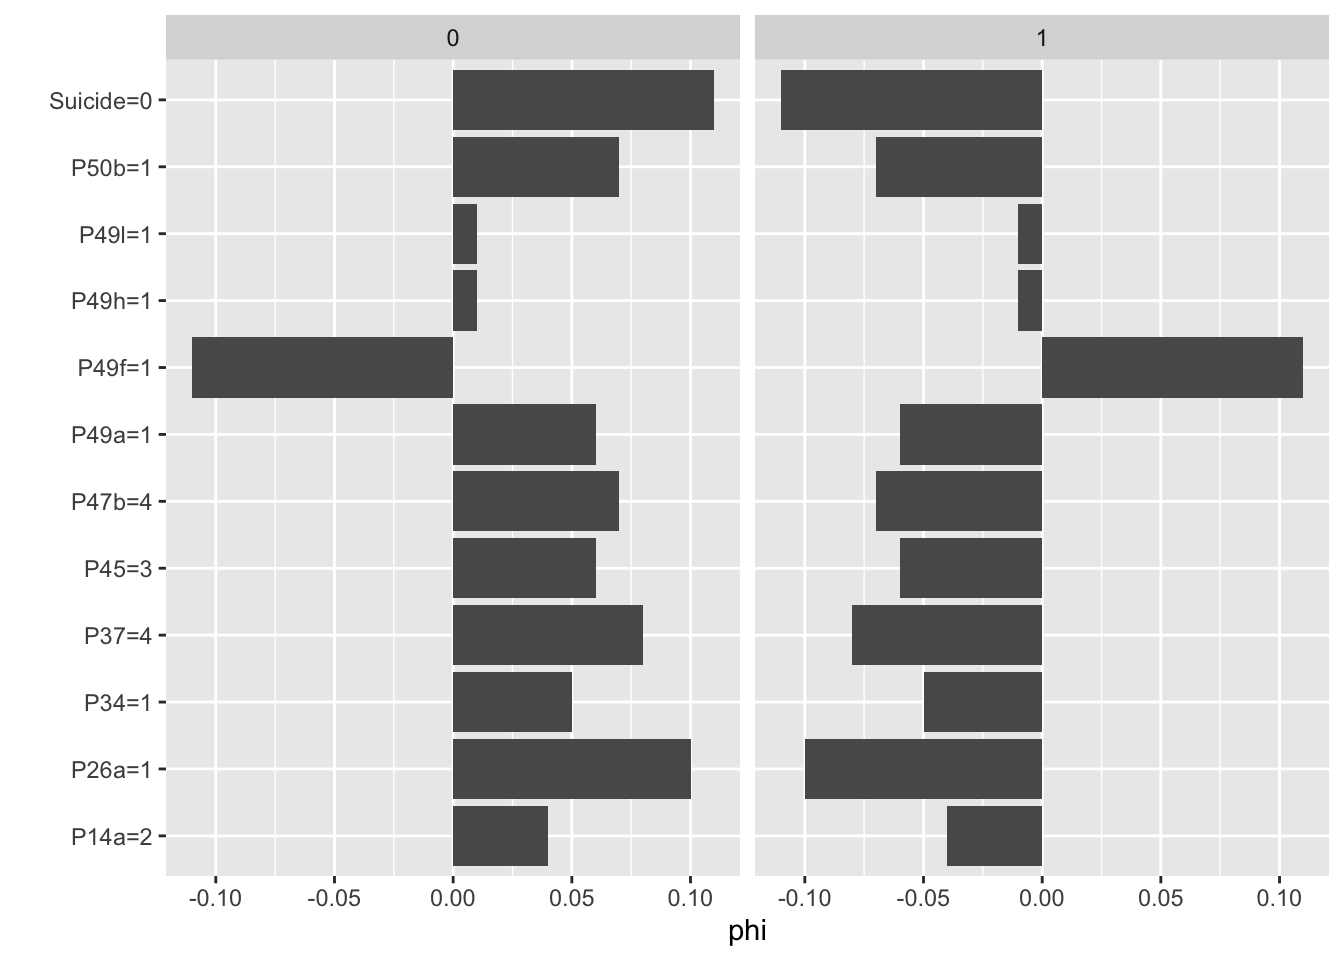 0 1
Suicide=0
P50b=1
P49l=1
P49h=1
P49f=1
P49a=1
P47b=4
P45=3
P37=4
P34=1
P26a=1
P14a=2
-0.10 -0.05 0.00 0.05 0.10 -0.10 -0.05 0.00 0.05 0.10
phi